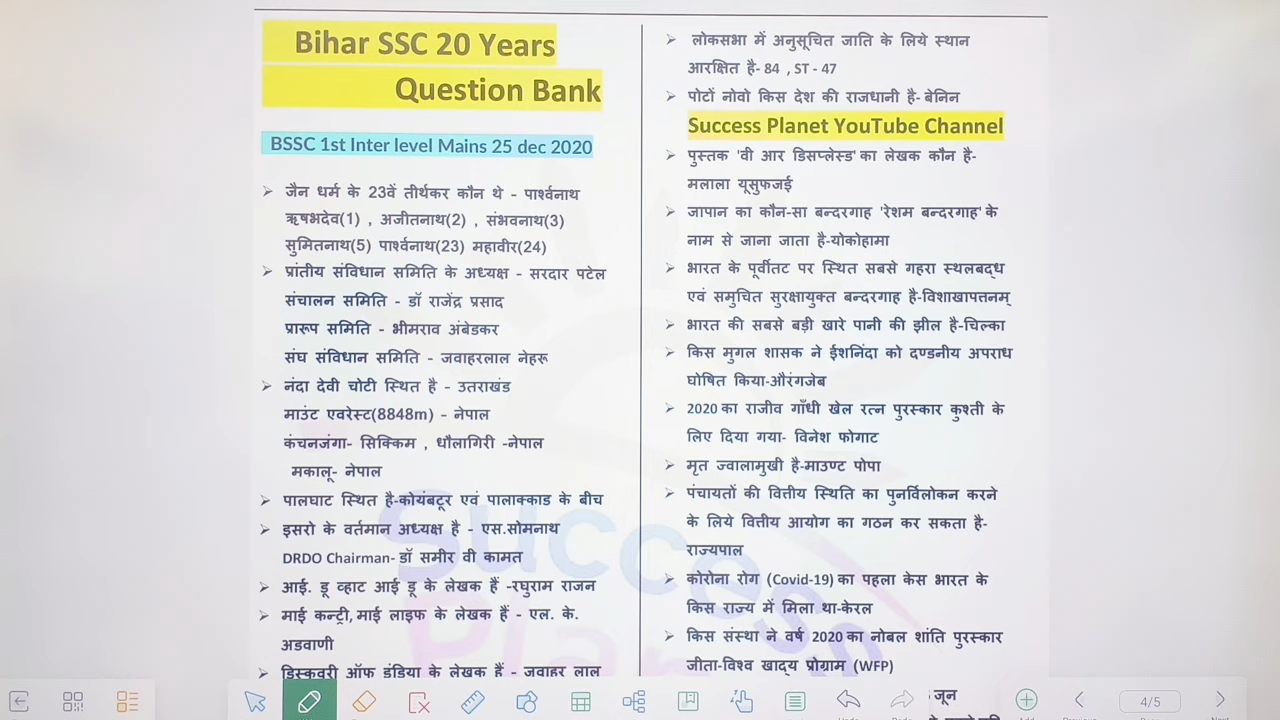 Bihar SSC 20 Years
Question Bank
BSSC 1st Inter level Mains 25 dec 2020
➢ जैन धर्म के 23वें तीर्थकर कौन थे - पार्श्वनाथ
ऋषभदेव(1) , अजीतनाथ(2) , संभवनाथ(3)
सुमितनाथ(5) पार्श्वनाथ(23) महावीर(24)
➢ प्रांतीय संविधान समिति के अध्यक्ष - सरदार पटेल
संचालन समिति - डॉ राजेंद्र प्रसाद
प्रारूप समिति - भीमराव अंबेडकर
संघ संविधान समिति - जवाहरलाल नेहरू
➢ नंदा देवी चोटी स्थित है - उतराखंड
माउंट एवरेस्ट(8848m) - नेपाल
कंचनजंगा- सिक्किम , धौलागिरी -नेपाल
मकालू- नेपाल
➢ पालघाट स्थित है-कोयंबटूर एवं पालाक्काड के बीच
➢ इसरो के वर्तमान अध्यक्ष है - एस.सोमनाथ
DRDO Chairman- डॉ समीर वी कामत
➢ आई. डू व्हाट आई डू के लेखक हैं -रघुराम राजन
➢ माई कन्ट्री, माई लाइफ के लेखक हैं - एल. के.
अडवाणी
➢ डिस्कवरी ऑफ इंडिया के लेखक हैं - जवाहर लाल
➢ लोकसभा में अनुसूचित जाति के लिये स्थान
आरक्षित है- 84 , ST - 47
➢ पोर्टो नोवो किस देश की राजधानी है- बेनिन
Success Planet YouTube Channel
➢ पुस्तक 'वी आर डिसप्लेस्ड' का लेखक कौन है-
मलाला यूसुफजई
➢ जापान का कौन-सा बन्दरगाह 'रेशम बन्दरगाह' के
नाम से जाना जाता है-योकोहामा
➢ भारत के पूर्वीतट पर स्थित सबसे गहरा स्थलबद्ध
एवं समुचित सुरक्षायुक्त बन्दरगाह है-विशाखापत्तनम्
➢ भारत की सबसे बड़ी खारे पानी की झील है-चिल्का
➢ किस मुगल शासक ने ईशनिंदा को दण्डनीय अपराध
घोषित किया-औरंगजेब
➢ 2020 का राजीव गाँधी खेल रत्न पुरस्कार कुश्ती के
लिए दिया गया- विनेश फोगाट
➢ मृत ज्वालामुखी है-माउण्ट पोपा
➢ पंचायतों की वित्तीय स्थिति का पुनर्विलोकन करने
के लिये वित्तीय आयोग का गठन कर सकता है-
राज्यपाल
➢ कोरोना रोग (Covid-19) का पहला केस भारत के
किस राज्य में मिला था-केरल
➢ किस संस्था ने वर्ष 2020 का नोबल शांति पुरस्कार
जीता-विश्व खाद्य प्रोग्राम (WFP)
जून
Success
4/5